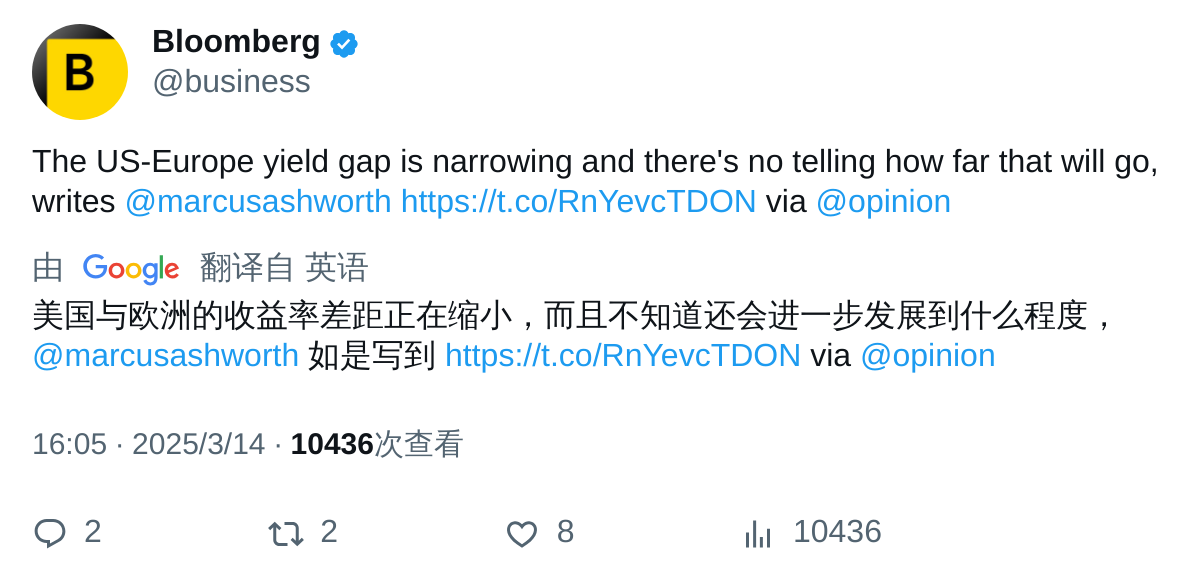 B
Bloomberg
@business
The US-Europe yield gap is narrowing and there's no telling how far that will go,
writes @marcusashworth https://t.co/RnYevcTDON via @opinion
由 Google 翻译自 英语
美国与欧洲的收益率差距正在缩小，而且不知道还会进一步发展到什么程度，
@marcusashworth 如是写到 https://t.co/RnYevcTDON via @opinion
16:05 · 2025/3/14 · 10436次查看
2 2 8 10436